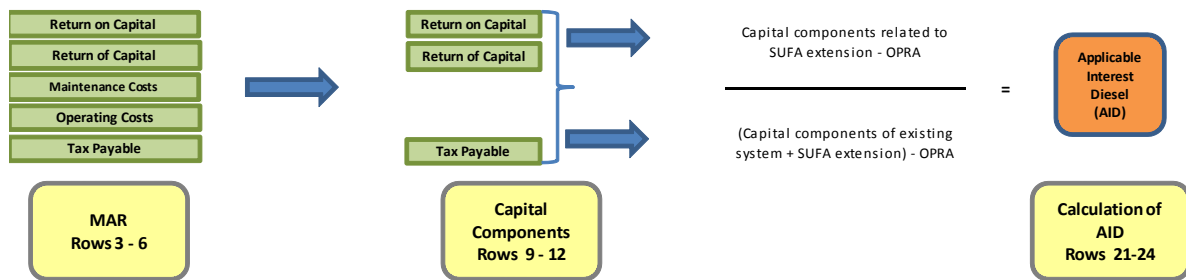 Return on Capital
Return of Capital
Maintenance Costs
Operating Costs
Tax Payable
MAR
Rows 3 - 6
Return on Capital
Return of Capital
Tax Payable
Capital
Components
Rows 9 - 12
Capital components related to
SUFA extension - OPRA
(Capital components of existing
system + SUFA extension) - OPRA
=
Applicable
Interest
Diesel
(AID)
Calculation of
AID
Rows 21-24